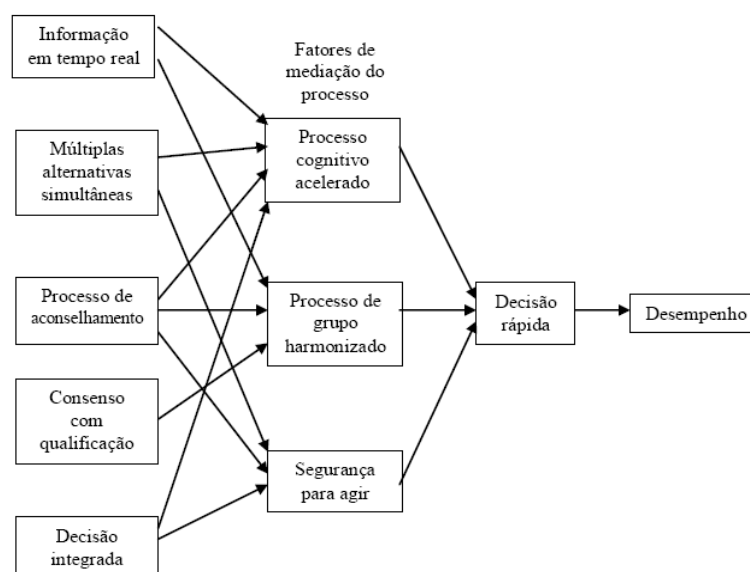 Informação
em tempo real
Múltiplas
alternativas
simultâneas
Processo de
aconselhamento
Consenso
com
qualificação
Decisão
integrada
Fatores de
mediação do
processo
Processo
cognitivo
acelerado
Processo de
grupo
harmonizado
Segurança
para agir
Decisão
rápida
Desempenho